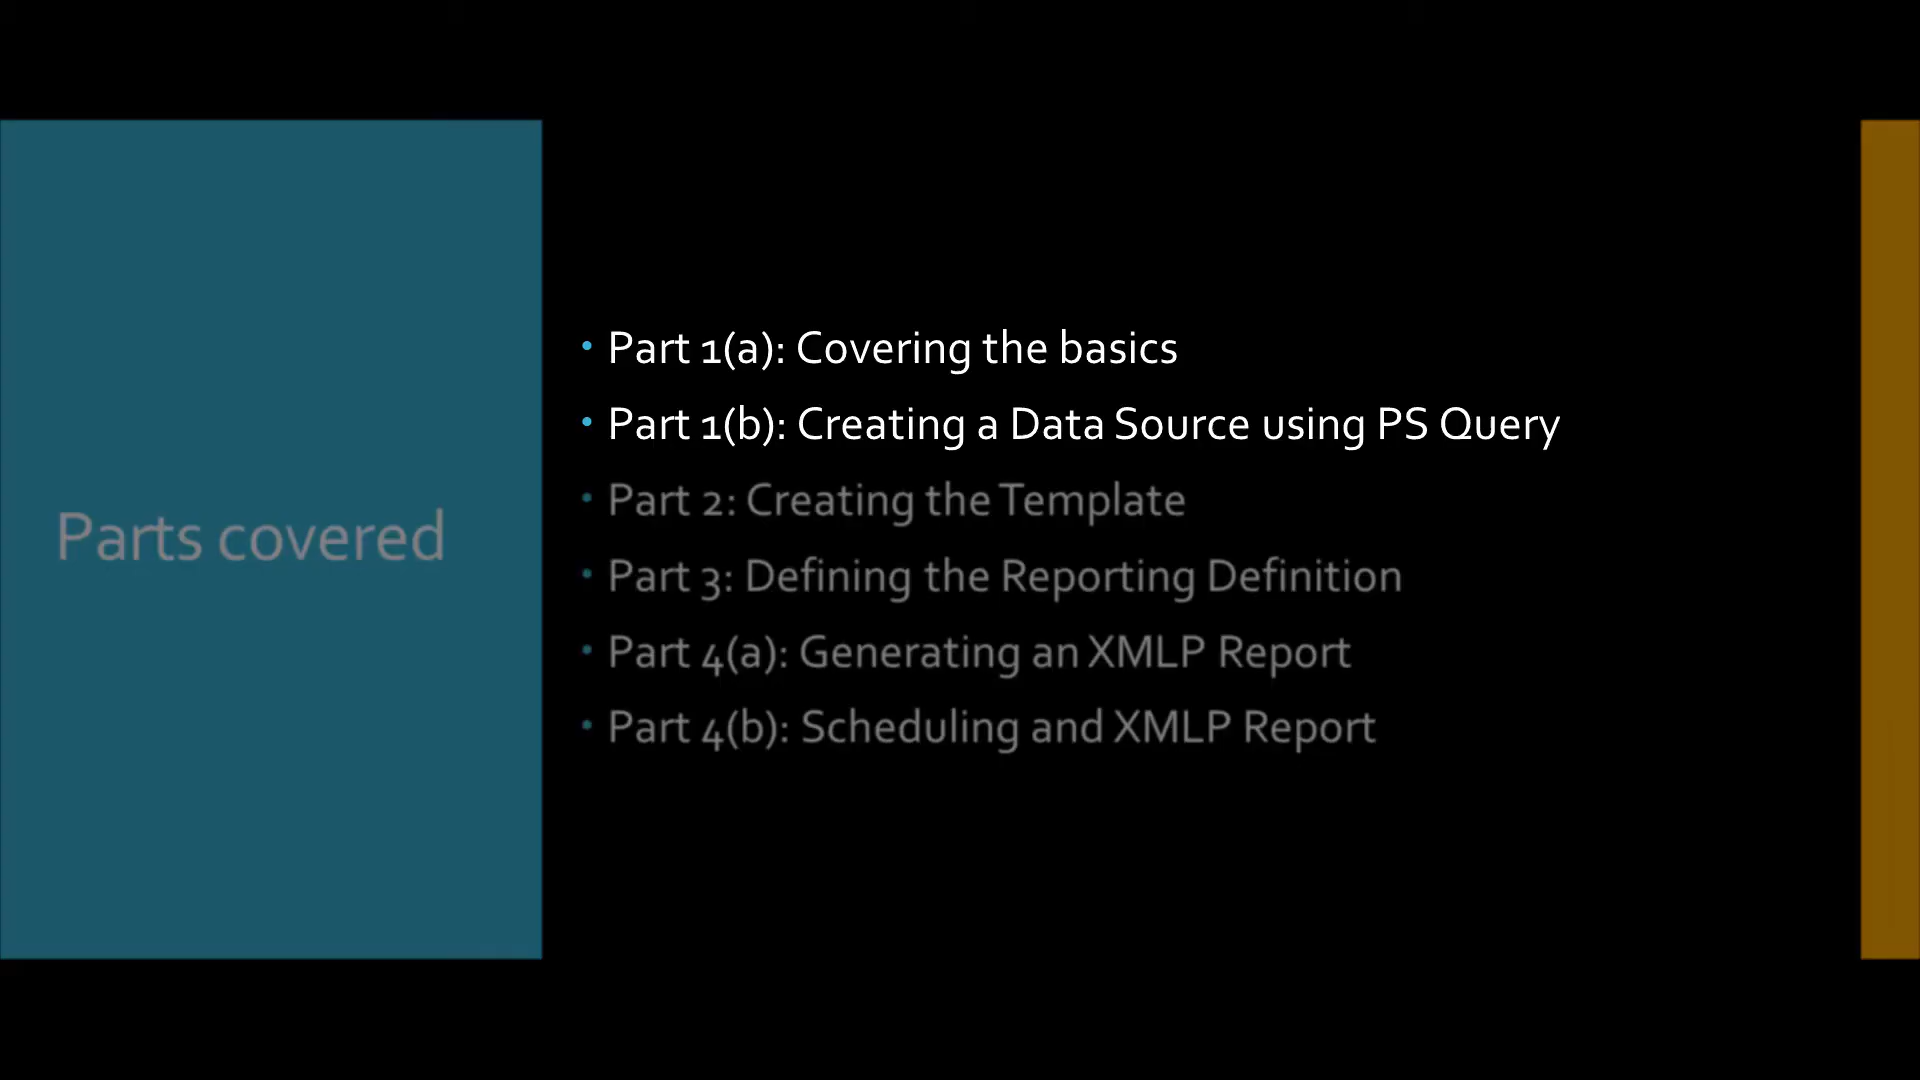 Parts covered
• Part 1(a): Covering the basics
• Part 1(b): Creating a Data Source using PS Query
• Part 2: Creating the Template
• Part 3: Defining the Reporting Definition
• Part 4(a): Generating an XMLP Report
• Part 4(b): Scheduling and XMLP Report